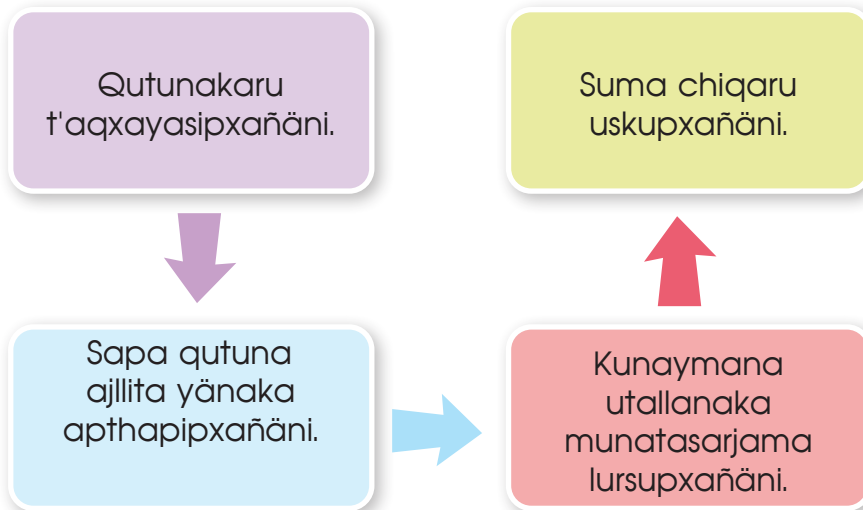 Qutunakaru
t'aqxayasipxañäni.
Sapa qutuna
ajllita yänaka
apthapipxañäni.
Kunaymana
utallanaka
munatasarjama
lursupxañäni.
Suma chiqaru
uskupxañäni.